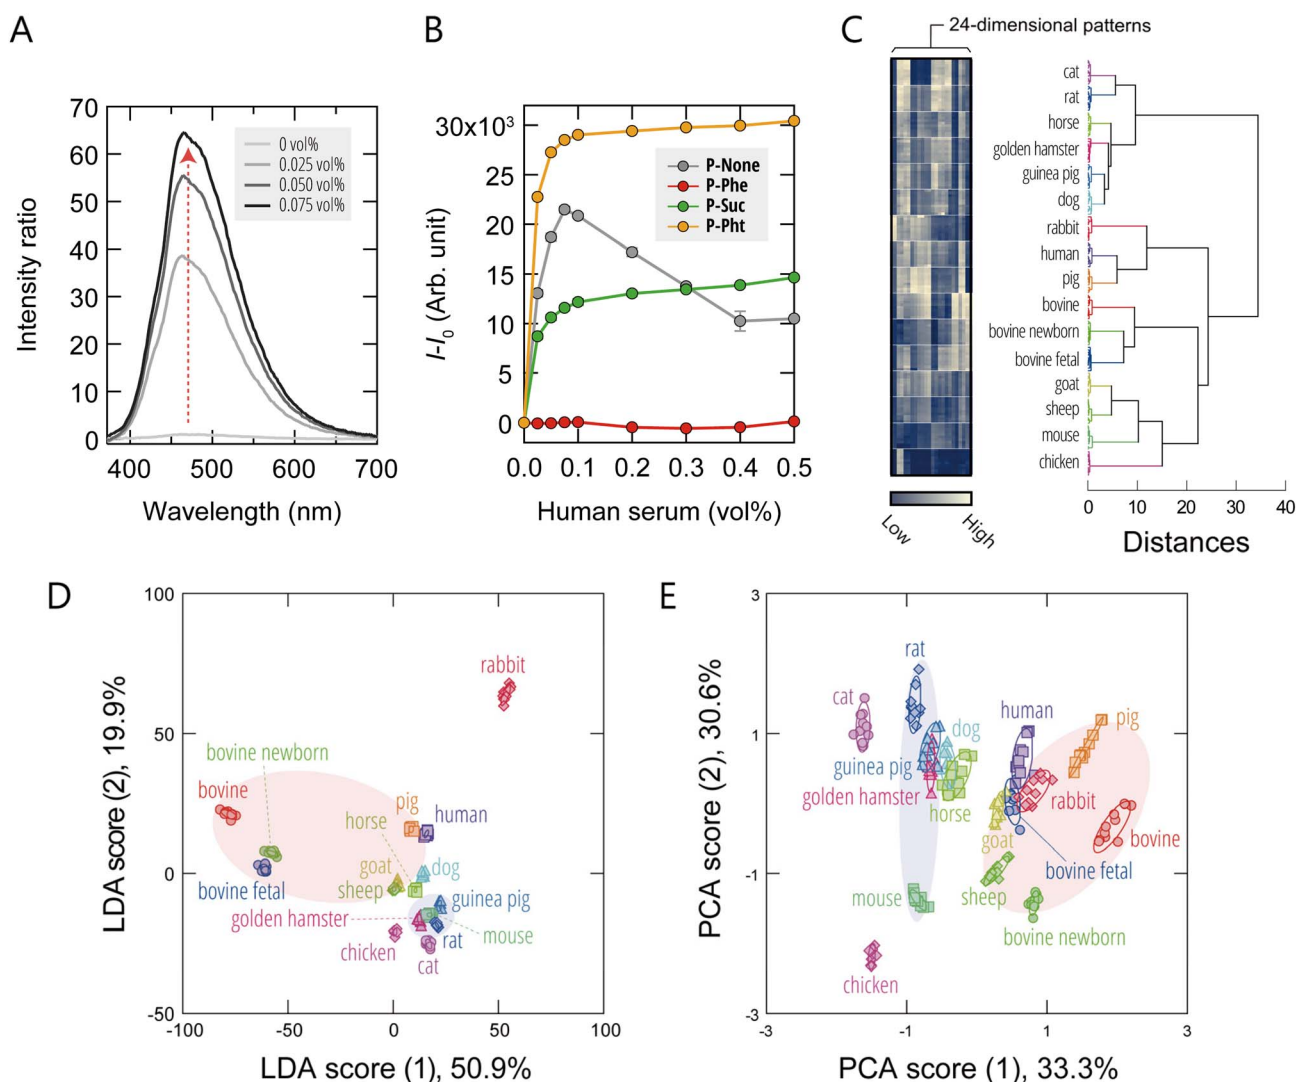 A
70
60
50
40
30
20
10
0
Intensity ratio
0 vol%
0.025 vol%
0.050 vol%
0.075 vol%
400
500
600
700
Wavelength (nm)
B
30x10³
25
20
15
10
5
0
I-I₀ (Arb. unit)
P-None
P-Phe
P-Suc
P-Pht
0.0
0.1
0.2
0.3
0.4
0.5
Human serum (vol%)
C
24-dimensional patterns
cat
rat
horse
golden hamster
guinea pig
dog
rabbit
human
pig
bovine
bovine newborn
bovine fetal
goat
sheep
mouse
chicken
Low
High
0
10
20
30
40
Distances
D
100
50
0
-50
LDA score (2), 19.9%
rabbit
bovine newborn
bovine
pig
human
horse
goat
dog
bovine fetal
sheep
guinea pig
golden hamster
mouse
rat
chicken
cat
-100
-50
0
50
100
LDA score (1), 50.9%
E
3
1
-1
-3
PCA score (2), 30.6%
rat
cat
human
pig
dog
guinea pig
golden hamster
rabbit
horse
bovine
goat
bovine fetal
mouse
sheep
bovine newborn
chicken
-3
-1
1
3
PCA score (1), 33.3%